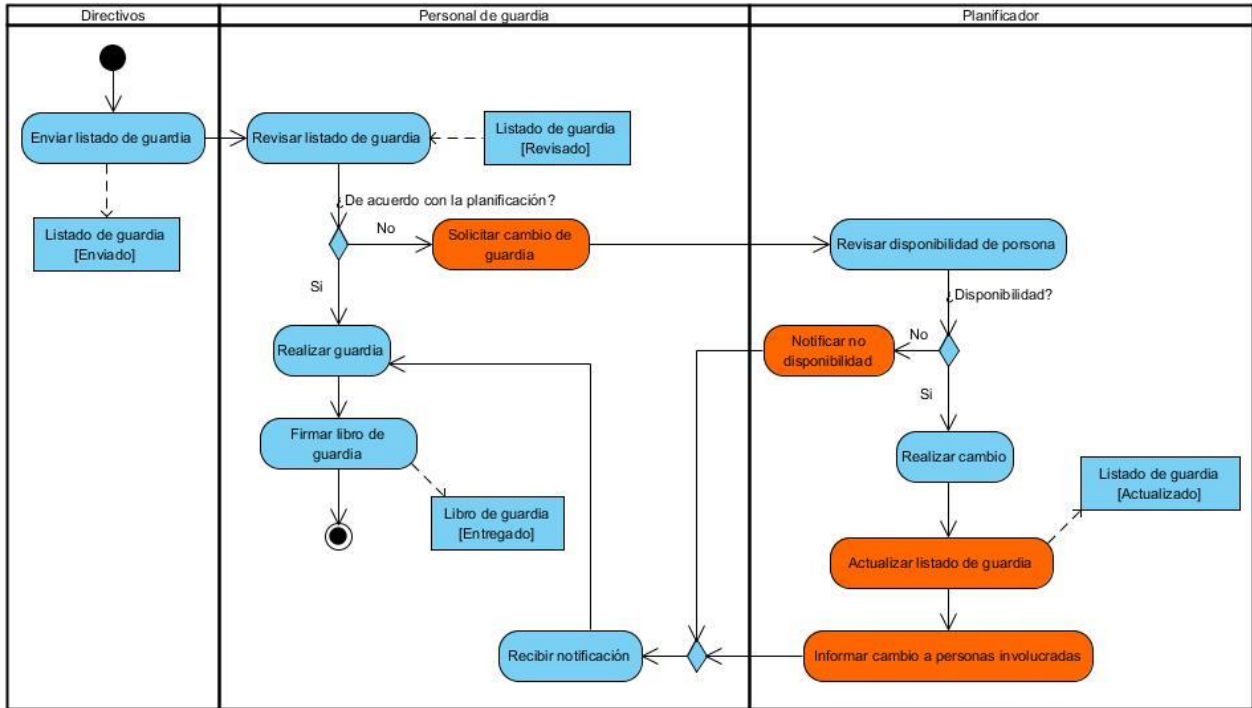 Directivos
Personal de guardia
Planificador
Enviar listado de guardia
Revisar listado de guardia
Listado de guardia
[Revisado]
Listado de guardia
[Enviado]
¿De acuerdo con la planificación?
No
Solicitar cambio de
guardia
Revisar disponibilidad de porsona
Si
¿Disponibilidad?
Realizar guardia
Notificar no
disponibilidad
No
Si
Firmar libro de
guardia
Realizar cambio
Listado de guardia
[Actualizado]
Libro de guardia
[Entregado]
Actualizar listado de guardia
Recibir notificación
Informar cambio a personas involucradas